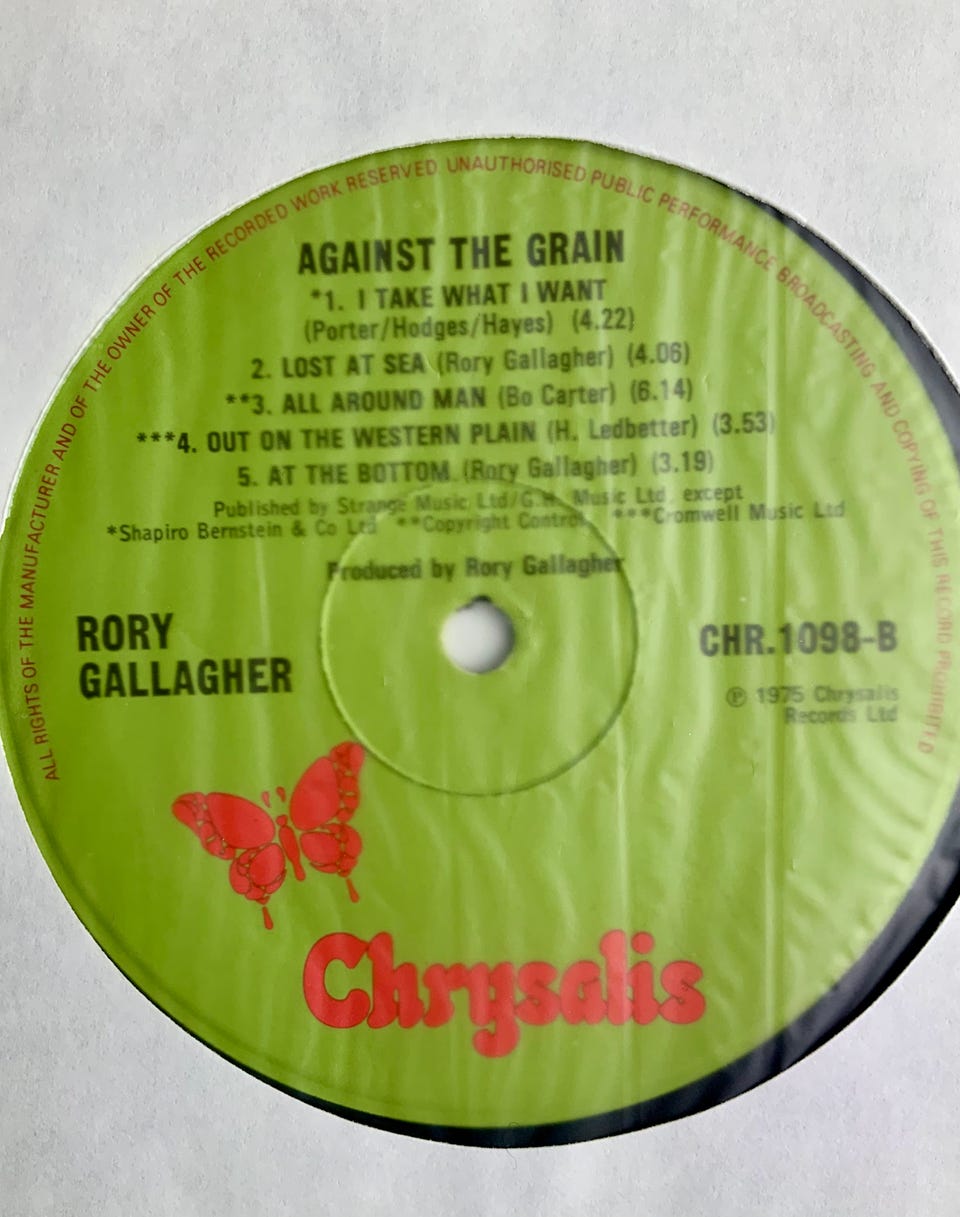 ALL RIGHTS OF THE MANUFACTURER AND OF THE OWNER OF THE RECORDED WORK RESERVED. UNAUTHORISED PUBLIC PERFORMANCE BROADCASTING AND COPYING OF THIS RECORD PROHIBITED
AGAINST THE GRAIN
*1. I TAKE WHAT I WANT
(Porter/Hodges/Hayes) (4.22)
2. LOST AT SEA (Rory Gallagher) (4.06)
**3. ALL AROUND MAN (Bo Carter) (6.14)
***4. OUT ON THE WESTERN PLAIN (H. Ledbetter) (3.53)
5. AT THE BOTTOM (Rory Gallagher) (3.19)
Published by Strange Music Ltd/G.H. Music Ltd, except
*Shapiro Bernstein & Co Ltd **Copyright Control ***Cromwell Music Ltd
Produced by Rory Gallagher
RORY
GALLAGHER
CHR.1098-B
℗ 1975 Chrysalis
Records Ltd
Chrysalis